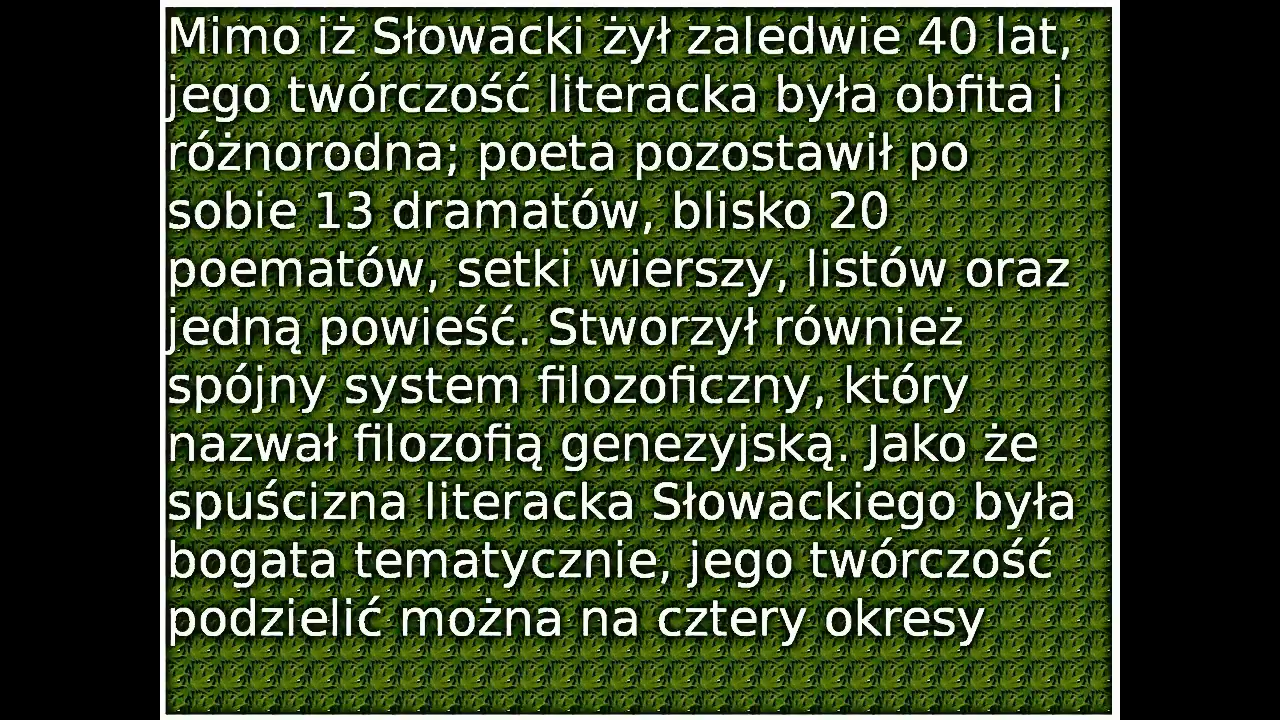 Mimo iż Słowacki żył zaledwie 40 lat,
jego twórczość literacka była obfita i
różnorodna; poeta pozostawił po
sobie 13 dramatów, blisko 20
poematów, setki wierszy, listów oraz
jedną powieść. Stworzył również
spójny system filozoficzny, który
nazwał filozofią genezyjską. Jako że
spuścizna literacka Słowackiego była
bogata tematycznie, jego twórczość
podzielić można na cztery okresy